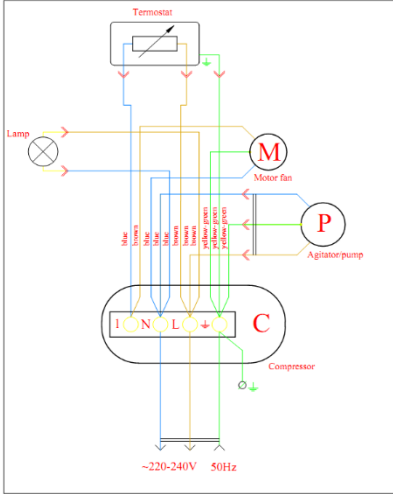 Termostat
Lamp
M
Motor fan
P
Agitator/pump
blue
brown
blue
blue
blue
brown
brown
yellow-green
yellow-green
yellow-green
I N L
C
Compressor
~220-240V 50Hz